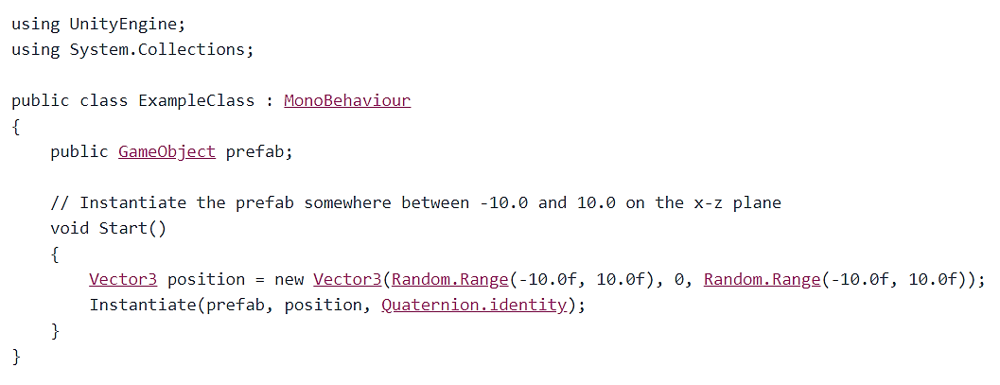 using UnityEngine;
using System.Collections;

public class ExampleClass : MonoBehaviour
{
    public GameObject prefab;

    // Instantiate the prefab somewhere between -10.0 and 10.0 on the x-z plane
    void Start()
    {
        Vector3 position = new Vector3(Random.Range(-10.0f, 10.0f), 0, Random.Range(-10.0f, 10.0f));
        Instantiate(prefab, position, Quaternion.identity);
    }
}